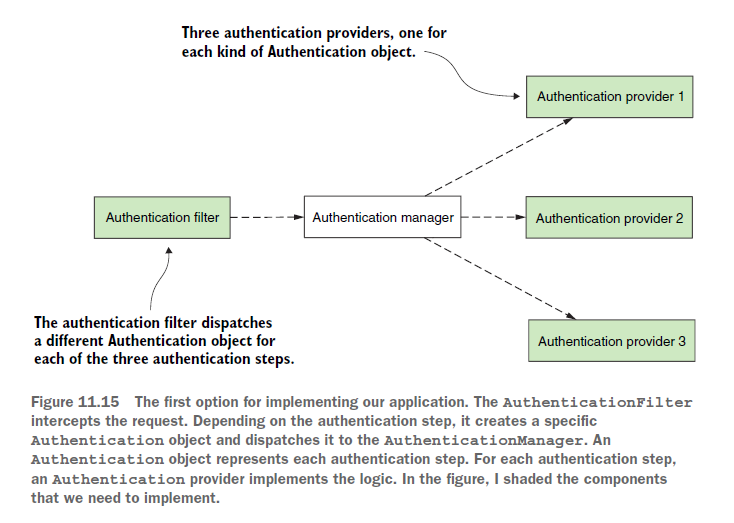 Three authentication providers, one for
each kind of Authentication object.
Authentication provider 1
Authentication filter
Authentication manager
Authentication provider 2
The authentication filter dispatches
a different Authentication object for
each of the three authentication steps.
Authentication provider 3
Figure 11.15 The first option for implementing our application. The AuthenticationFilter
intercepts the request. Depending on the authentication step, it creates a specific
Authentication object and dispatches it to the AuthenticationManager. An
Authentication object represents each authentication step. For each authentication step,
an Authentication provider implements the logic. In the figure, I shaded the components
that we need to implement.